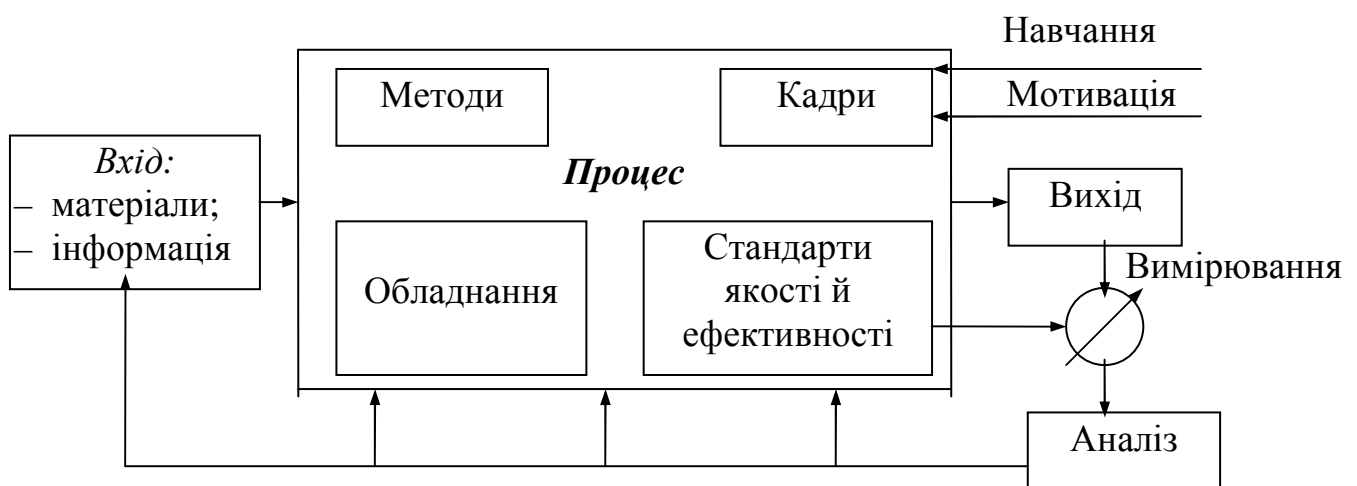 Навчання
Методи
Кадри
Мотивація
Вхід:
– матеріали;
– інформація
Процес
Вихід
Обладнання
Стандарти
якості й
ефективності
Вимірювання
Аналіз